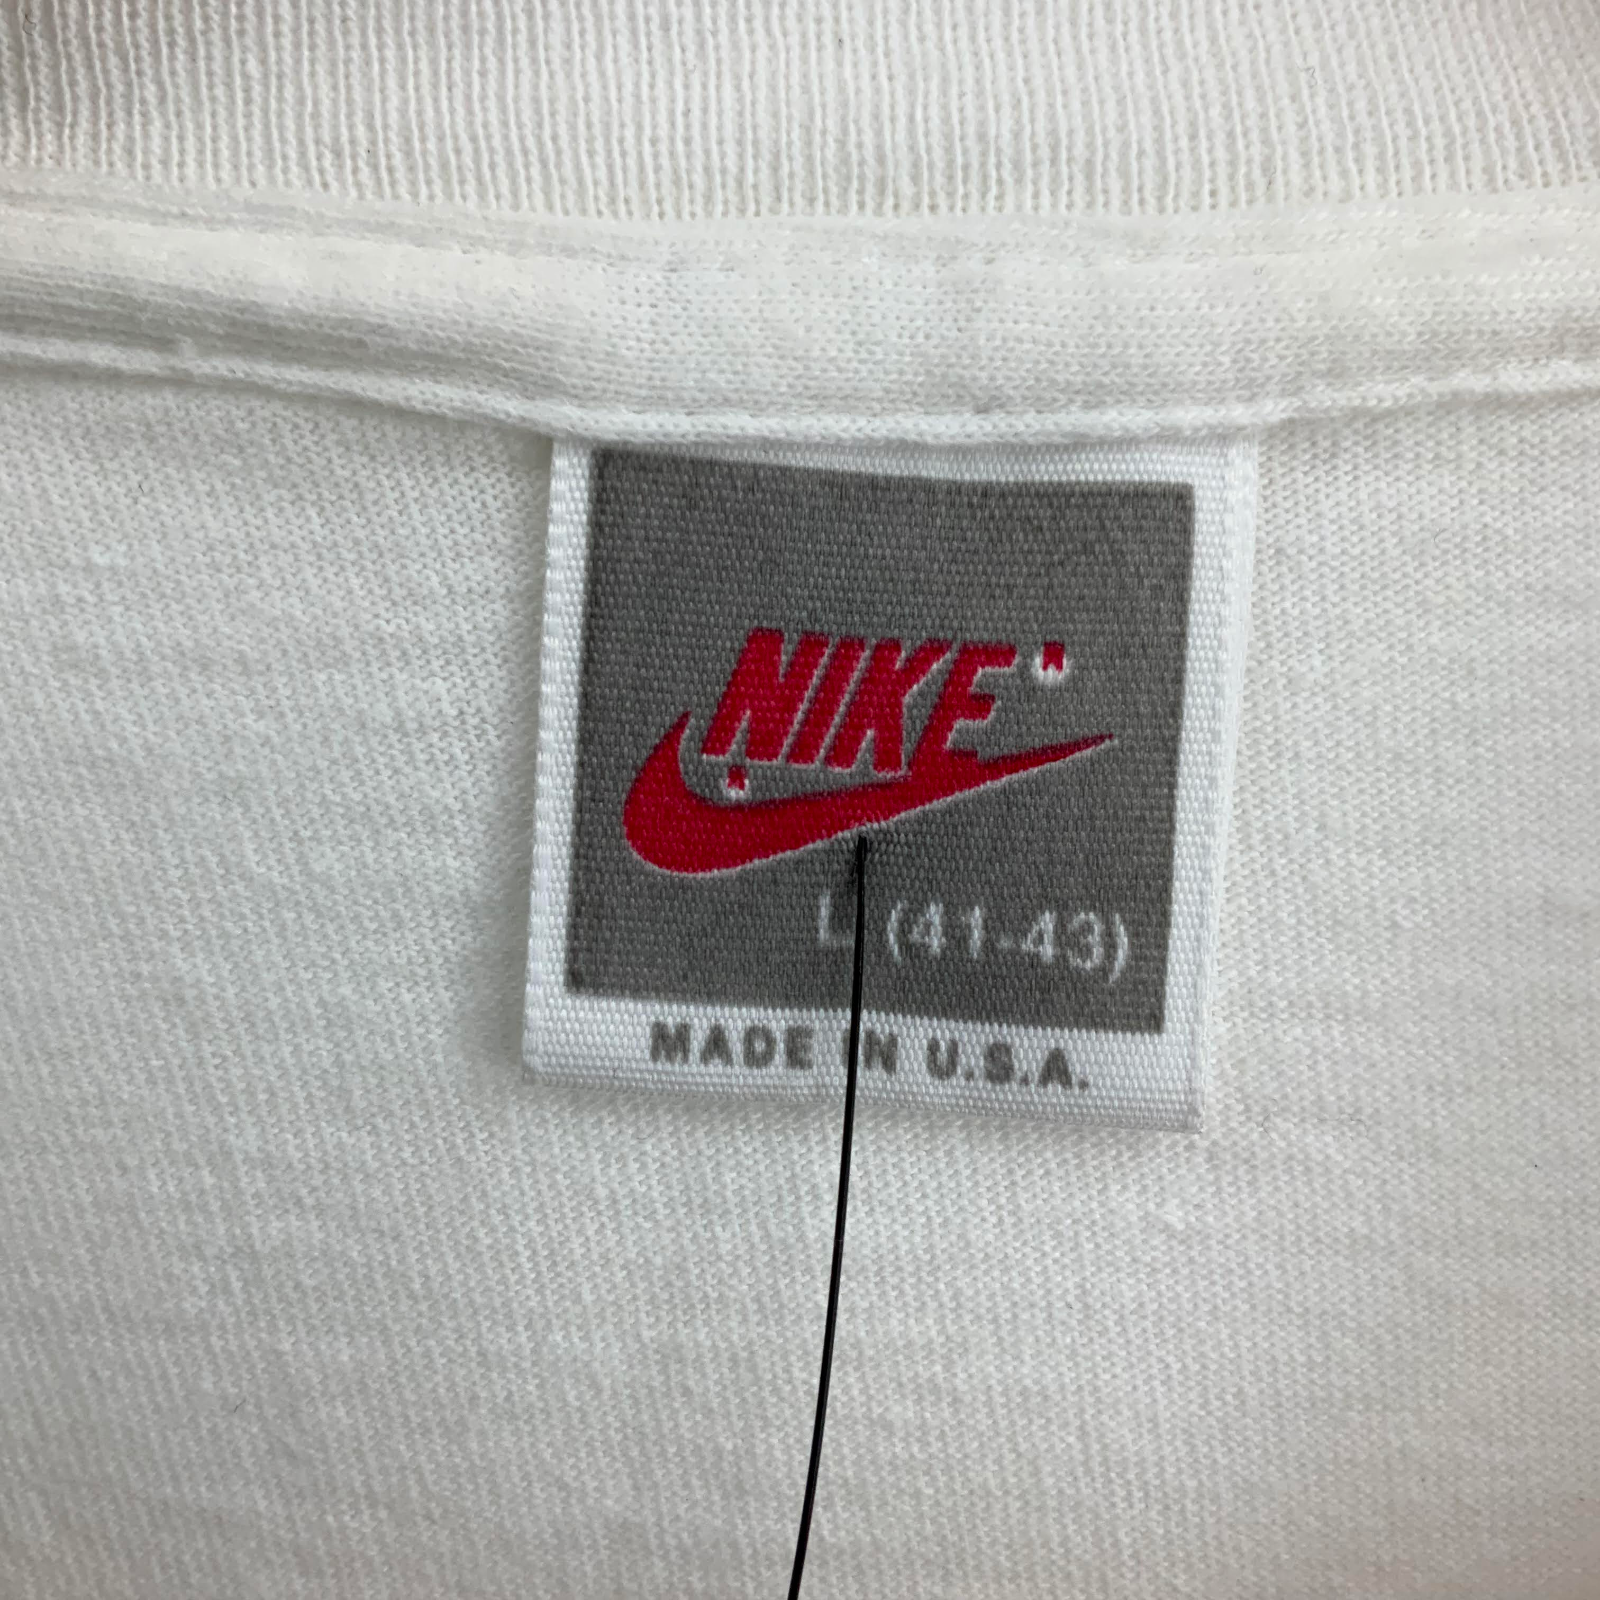 NIKE
L (41-43)
MADE IN U.S.A.